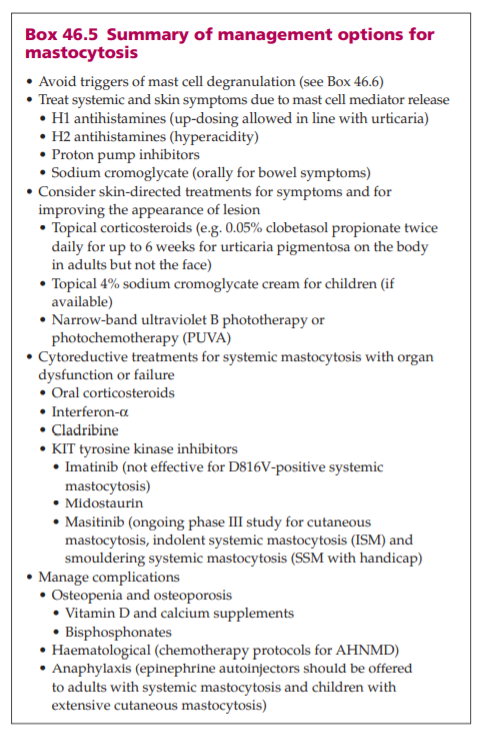 Box 46.5 Summary of management options for
mastocytosis
• Avoid triggers of mast cell degranulation (see Box 46.6)
• Treat systemic and skin symptoms due to mast cell mediator release
• H1 antihistamines (up-dosing allowed in line with urticaria)
• H2 antihistamines (hyperacidity)
• Proton pump inhibitors
• Sodium cromoglycate (orally for bowel symptoms)
• Consider skin-directed treatments for symptoms and for
improving the appearance of lesion
• Topical corticosteroids (e.g. 0.05% clobetasol propionate twice
daily for up to 6 weeks for urticaria pigmentosa on the body
in adults but not the face)
• Topical 4% sodium cromoglycate cream for children (if
available)
• Narrow-band ultraviolet B phototherapy or
photochemotherapy (PUVA)
• Cytoreductive treatments for systemic mastocytosis with organ
dysfunction or failure
• Oral corticosteroids
• Interferon-α
• Cladribine
• KIT tyrosine kinase inhibitors
• Imatinib (not effective for D816V-positive systemic
mastocytosis)
• Midostaurin
• Masitinib (ongoing phase III study for cutaneous
mastocytosis, indolent systemic mastocytosis (ISM) and
smouldering systemic mastocytosis (SSM with handicap)
• Manage complications
• Osteopenia and osteoporosis
• Vitamin D and calcium supplements
• Bisphosphonates
• Haematological (chemotherapy protocols for AHNMD)
• Anaphylaxis (epinephrine autoinjectors should be offered
to adults with systemic mastocytosis and children with
extensive cutaneous mastocytosis)